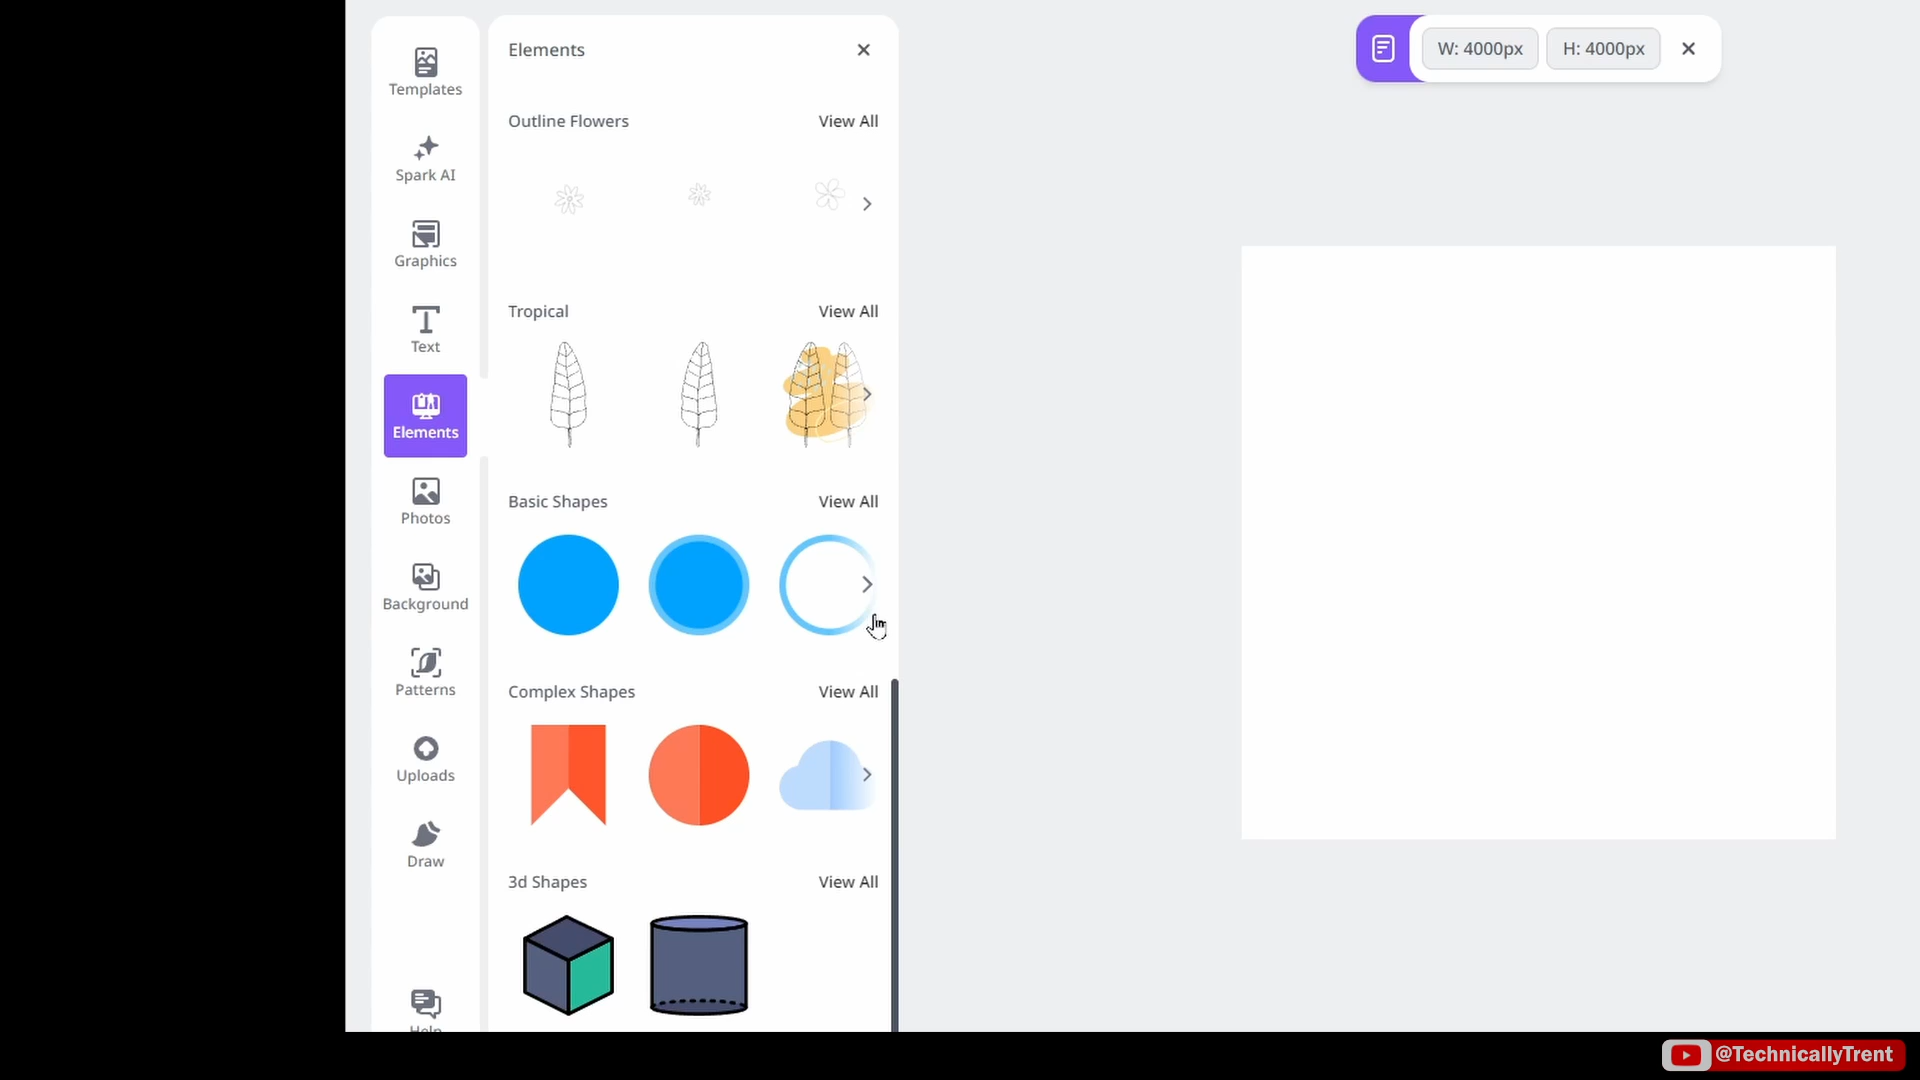 Templates
Spark AI
Graphics
Text
Elements
Photos
Background
Patterns
Uploads
Draw
Help
Elements
Outline Flowers
View All
Tropical
View All
Basic Shapes
View All
Complex Shapes
View All
3d Shapes
View All
W: 4000px
H: 4000px
@TechnicallyTrent